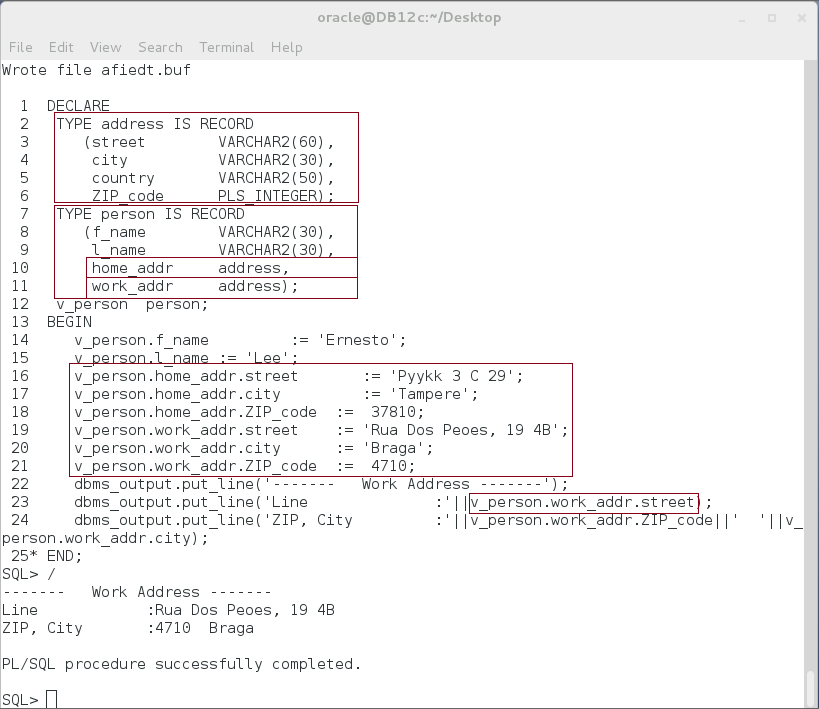 oracle@DB12c:~/Desktop
File Edit View Search Terminal Help
Wrote file afiedt.buf
1 DECLARE
2 TYPE address IS RECORD
3 (street VARCHAR2(60),
4 city VARCHAR2(30),
5 country VARCHAR2(50),
6 ZIP_code PLS_INTEGER);
7 TYPE person IS RECORD
8 (f_name VARCHAR2(30),
9 l_name VARCHAR2(30),
10 home_addr address,
11 work_addr address);
12 v_person person;
13 BEGIN
14 v_person.f_name := 'Ernesto';
15 v_person.l_name := 'Lee';
16 v_person.home_addr.street := 'Pyykk 3 C 29';
17 v_person.home_addr.city := 'Tampere';
18 v_person.home_addr.ZIP_code := 37810;
19 v_person.work_addr.street := 'Rua Dos Peoes, 19 4B';
20 v_person.work_addr.city := 'Braga';
21 v_person.work_addr.ZIP_code := 4710;
22 dbms_output.put_line('------- Work Address -------');
23 dbms_output.put_line('Line :'||v_person.work_addr.street);
24 dbms_output.put_line('ZIP, City :'||v_person.work_addr.ZIP_code||' '||v_
person.work_addr.city);
25* END;
SQL> /
------- Work Address -------
Line :Rua Dos Peoes, 19 4B
ZIP, City :4710 Braga
PL/SQL procedure successfully completed.
SQL>